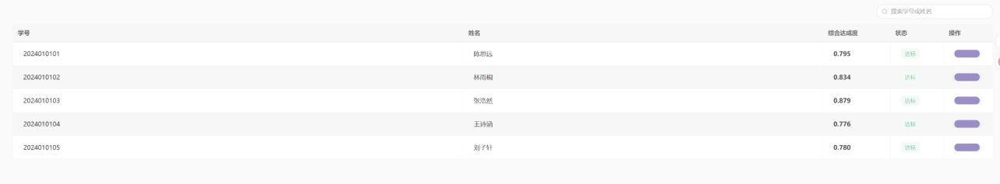 搜索学号或姓名
学号 姓名 综合达成度 状态 操作
2024010101 陈思远 0.795 达标
2024010102 林雨桐 0.834 达标
2024010103 张浩然 0.879 达标
2024010104 王诗涵 0.776 达标
2024010105 刘子轩 0.780 达标